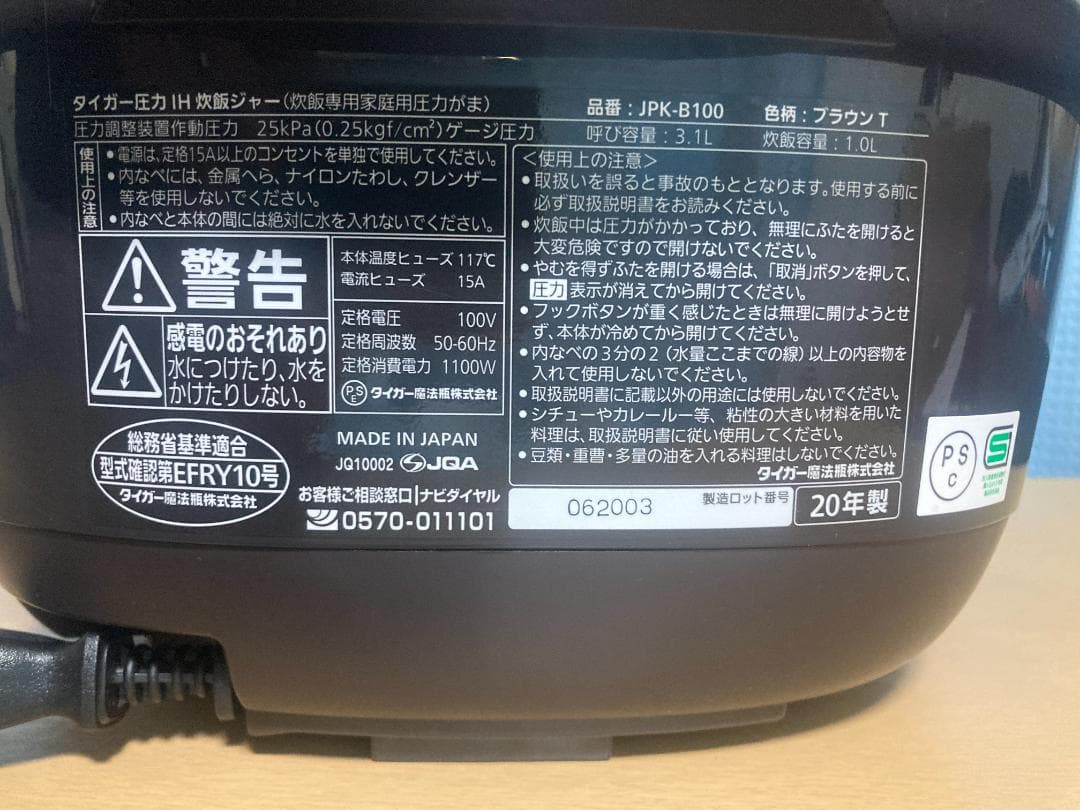 タイガー圧力IH炊飯ジャー(炊飯専用家庭用圧力がま)
品番：JPK-B100 色柄：ブラウン T
圧力調整装置作動圧力 25kPa(0.25kgf/cm²)ゲージ圧力
呼び容量：3.1L 炊飯容量：1.0L
使用上の注意
•電源は、定格15A以上のコンセントを単独で使用してください。
•内なべには、金属へら、ナイロンたわし、クレンザー
等を使用しないでください。
•内なべと本体の間には絶対に水を入れないでください。
警告
感電のおそれあり
水につけたり、水を
かけたりしない。
本体温度ヒューズ 117℃
電流ヒューズ 15A
定格電圧 100V
定格周波数 50-60Hz
定格消費電力 1100W
PSE タイガー魔法瓶株式会社
<使用上の注意>
•取扱いを誤ると事故のもととなります。使用する前に
必ず取扱説明書をお読みください。
•炊飯中は圧力がかかっており、無理にふたを開けると
大変危険ですので開けないでください。
•やむを得ずふたを開ける場合は、「取消」ボタンを押して、
圧力 表示が消えてから開けてください。
•フックボタンが重く感じたときは無理に開けようとせ
ず、本体が冷めてから開けてください。
•内なべの3分の2(水量ここまでの線)以上の内容物を
入れて使用しないでください。
•取扱説明書に記載以外の用途には使用しないでください。
•シチューやカレールー等、粘性の大きい材料を用いた
料理は、取扱説明書に従い使用してください。
•豆類・重曹・多量の油を入れる料理はしないでください。
タイガー魔法瓶株式会社
総務省基準適合
型式確認第EFRY10号
タイガー魔法瓶株式会社
MADE IN JAPAN
JQ10002 JQA
お客様ご相談窓口|ナビダイヤル
0570-011101
062003 製造ロット番号
20年製
PS
C
S